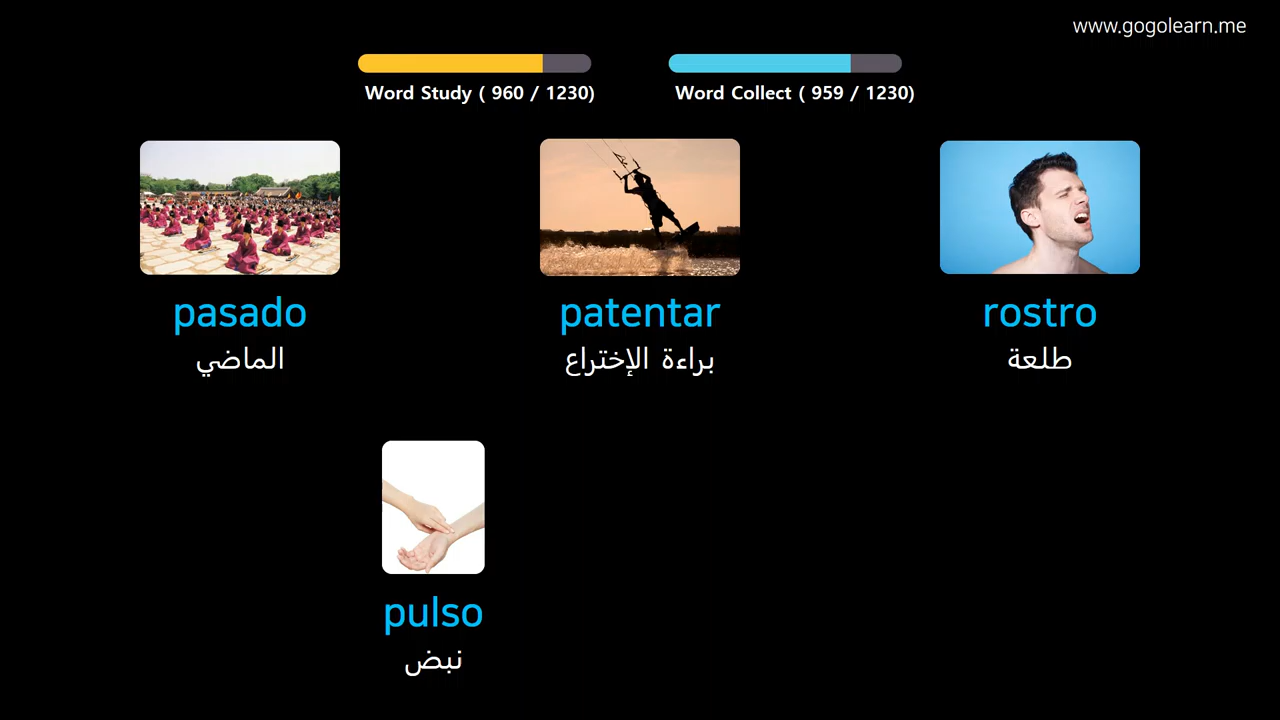 www.gogolearn.me
Word Study ( 960 / 1230)
Word Collect ( 959 / 1230)
pasado
الماضي
patentar
براءة الإختراع
rostro
طلعة
pulso
نبض